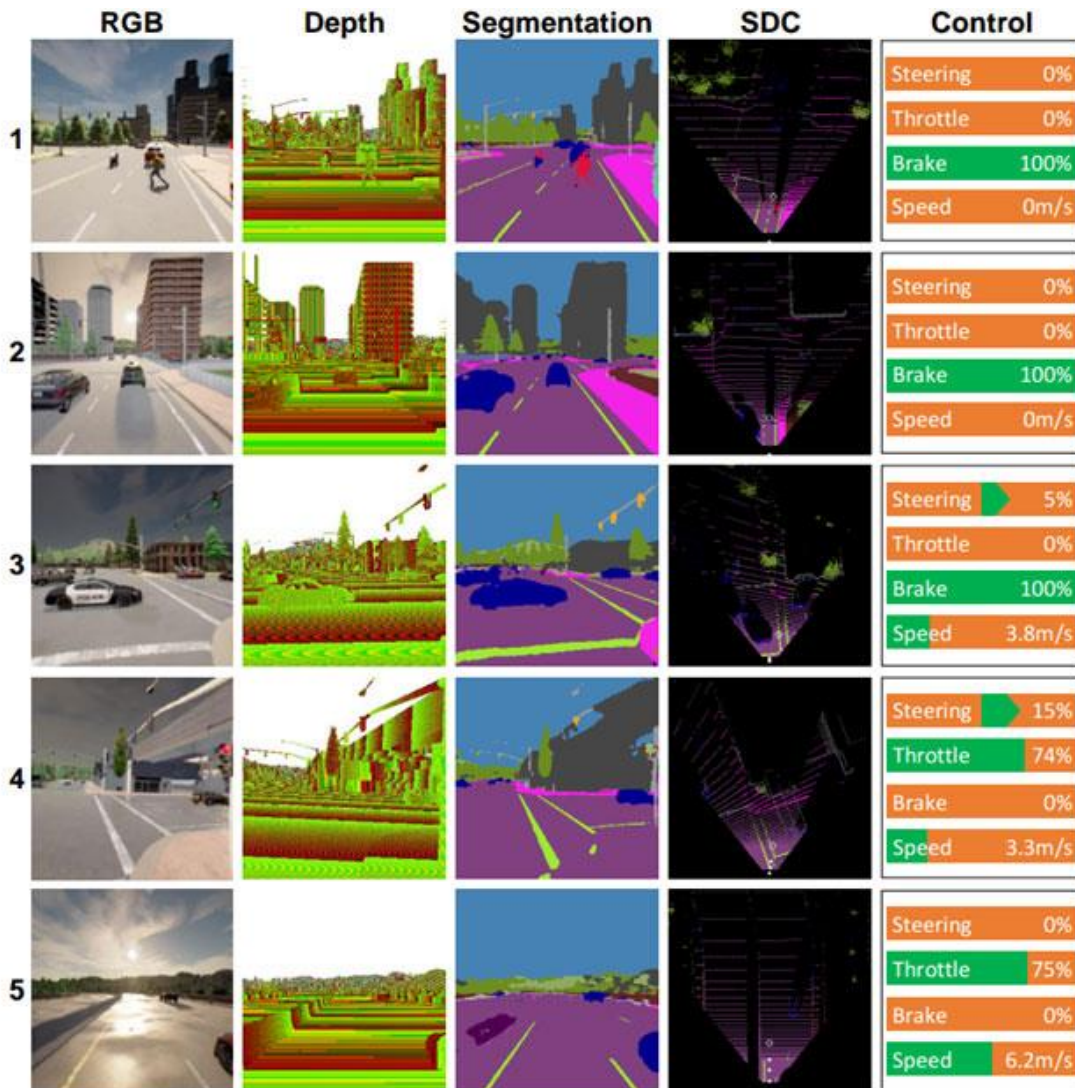 RGB Depth Segmentation SDC Control
1
Steering 0%
Throttle 0%
Brake 100%
Speed 0m/s
2
Steering 0%
Throttle 0%
Brake 100%
Speed 0m/s
3
Steering 5%
Throttle 0%
Brake 100%
Speed 3.8m/s
POLICE
4
Steering 15%
Throttle 74%
Brake 0%
Speed 3.3m/s
5
Steering 0%
Throttle 75%
Brake 0%
Speed 6.2m/s